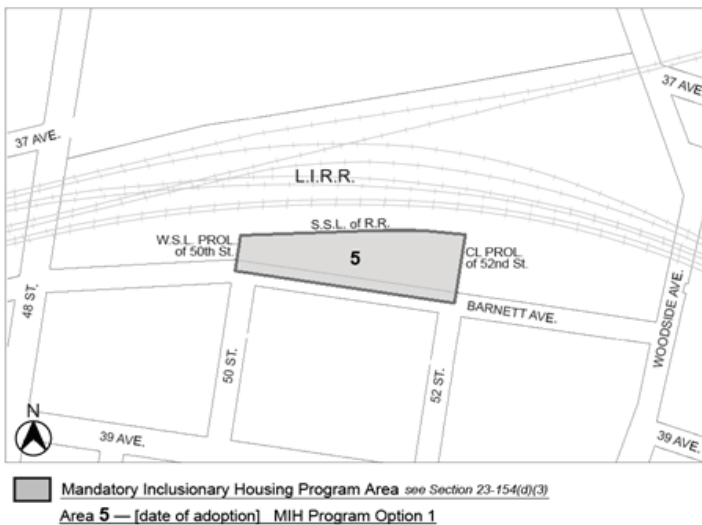 37 AVE.
37 AVE.
L.I.R.R.
S.S.L. of R.R.
W.S.L. PROL.
of 50th St.
5
CL PROL.
of 52nd St.
48 ST.
BARNETT AVE.
WOODSIDE AVE.
50 ST.
52 ST.
N
39 AVE.
39 AVE.
Mandatory Inclusionary Housing Program Area see Section 23-154(d)(3)
Area 5 — [date of adoption] MIH Program Option 1